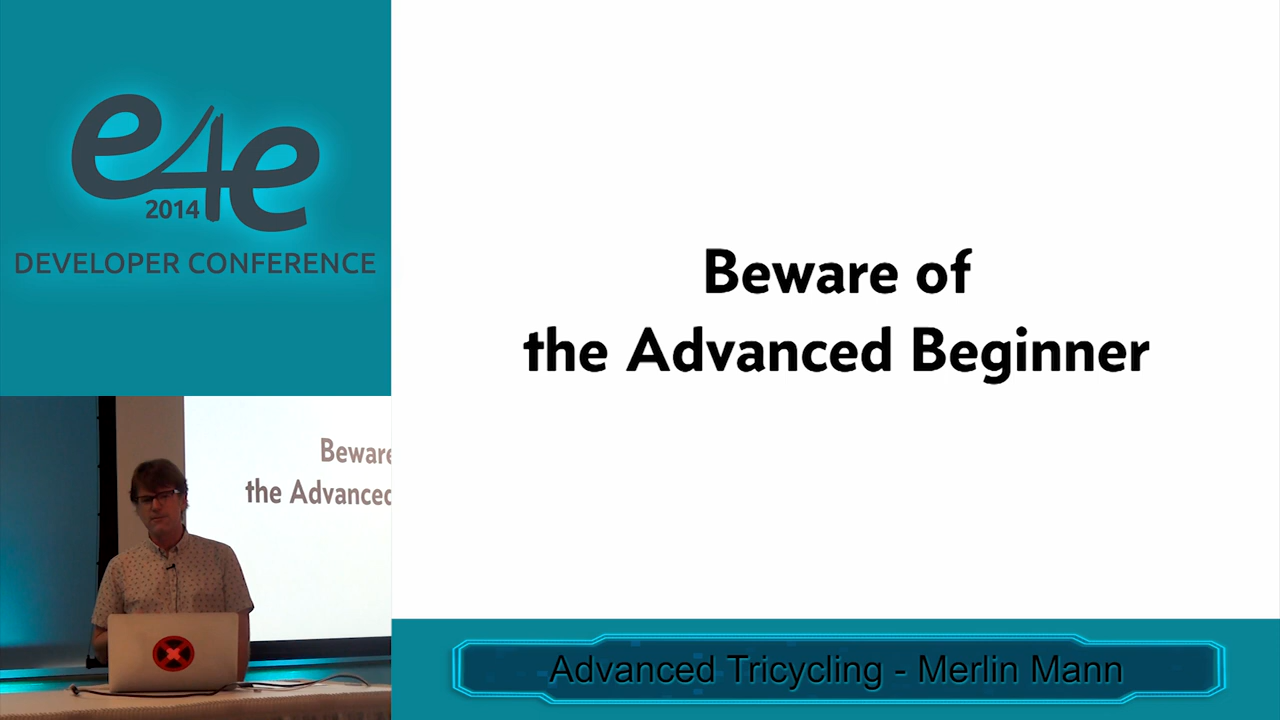 e4e
2014
DEVELOPER CONFERENCE
Beware of
the Advanced Beginner
Beware
the Advanced
Advanced Tricycling - Merlin Mann